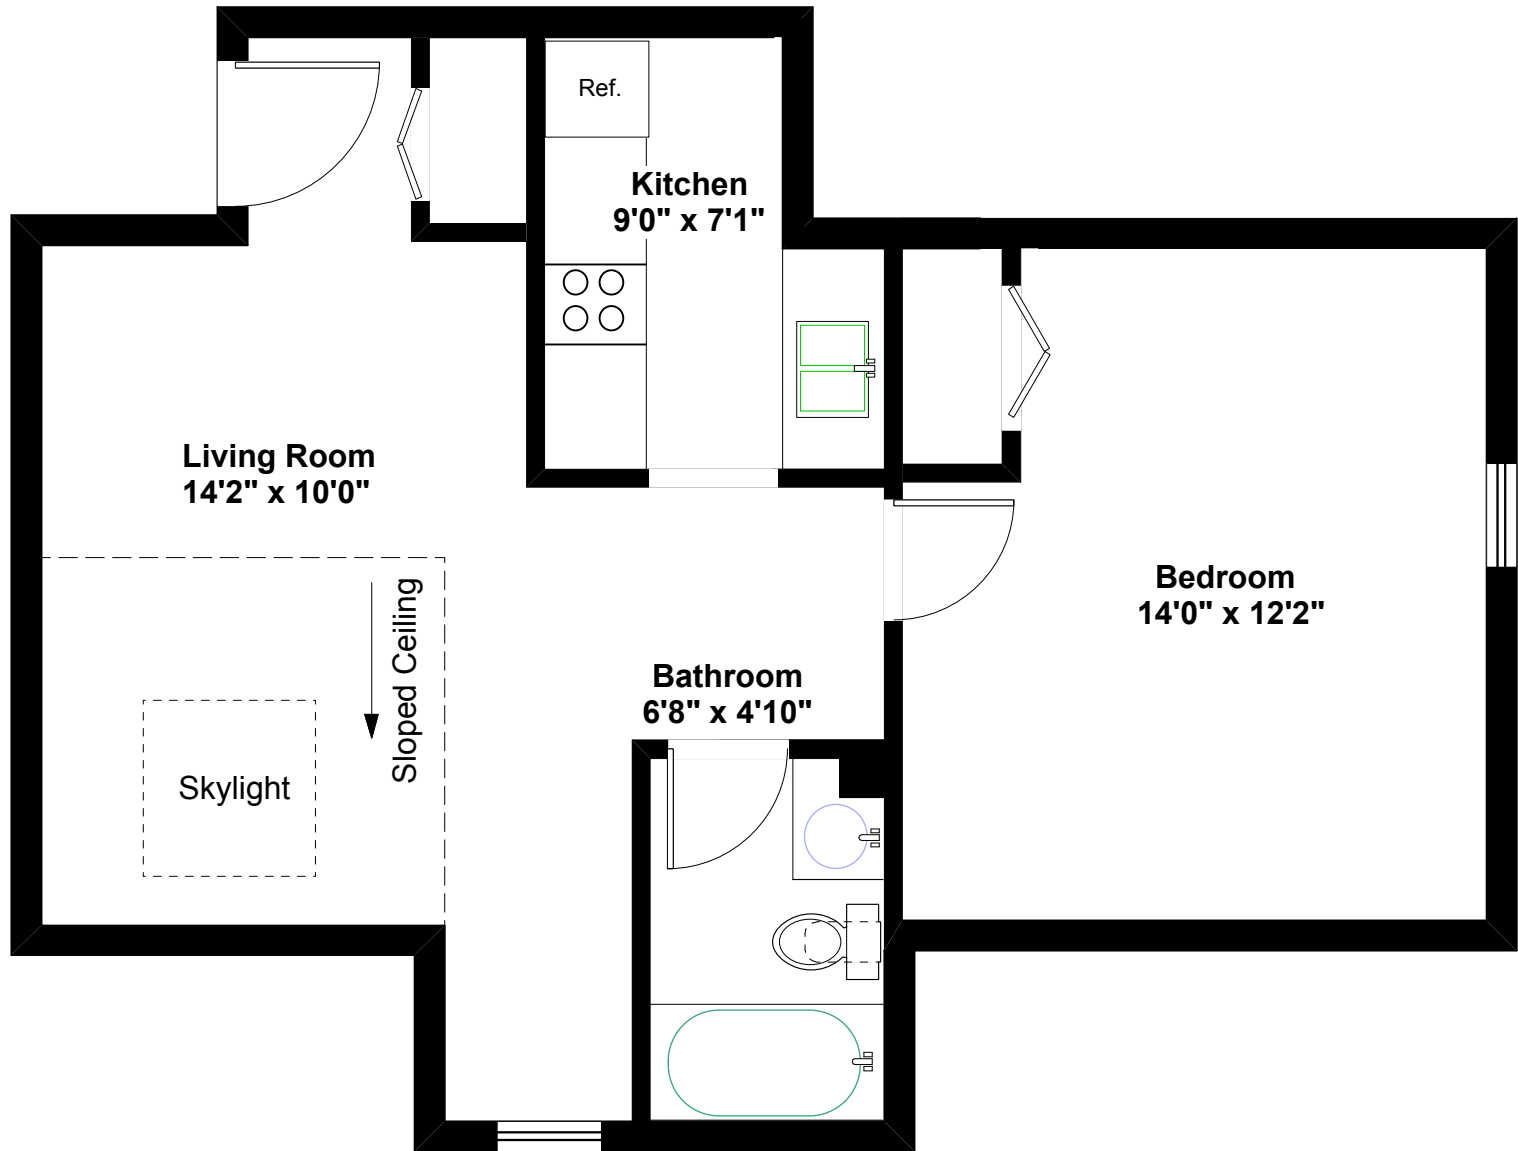 Ref.
Kitchen
9'0" x 7'1"
Living Room
14'2" x 10'0"
Sloped Ceiling
Skylight
Bathroom
6'8" x 4'10"
Bedroom
14'0" x 12'2"